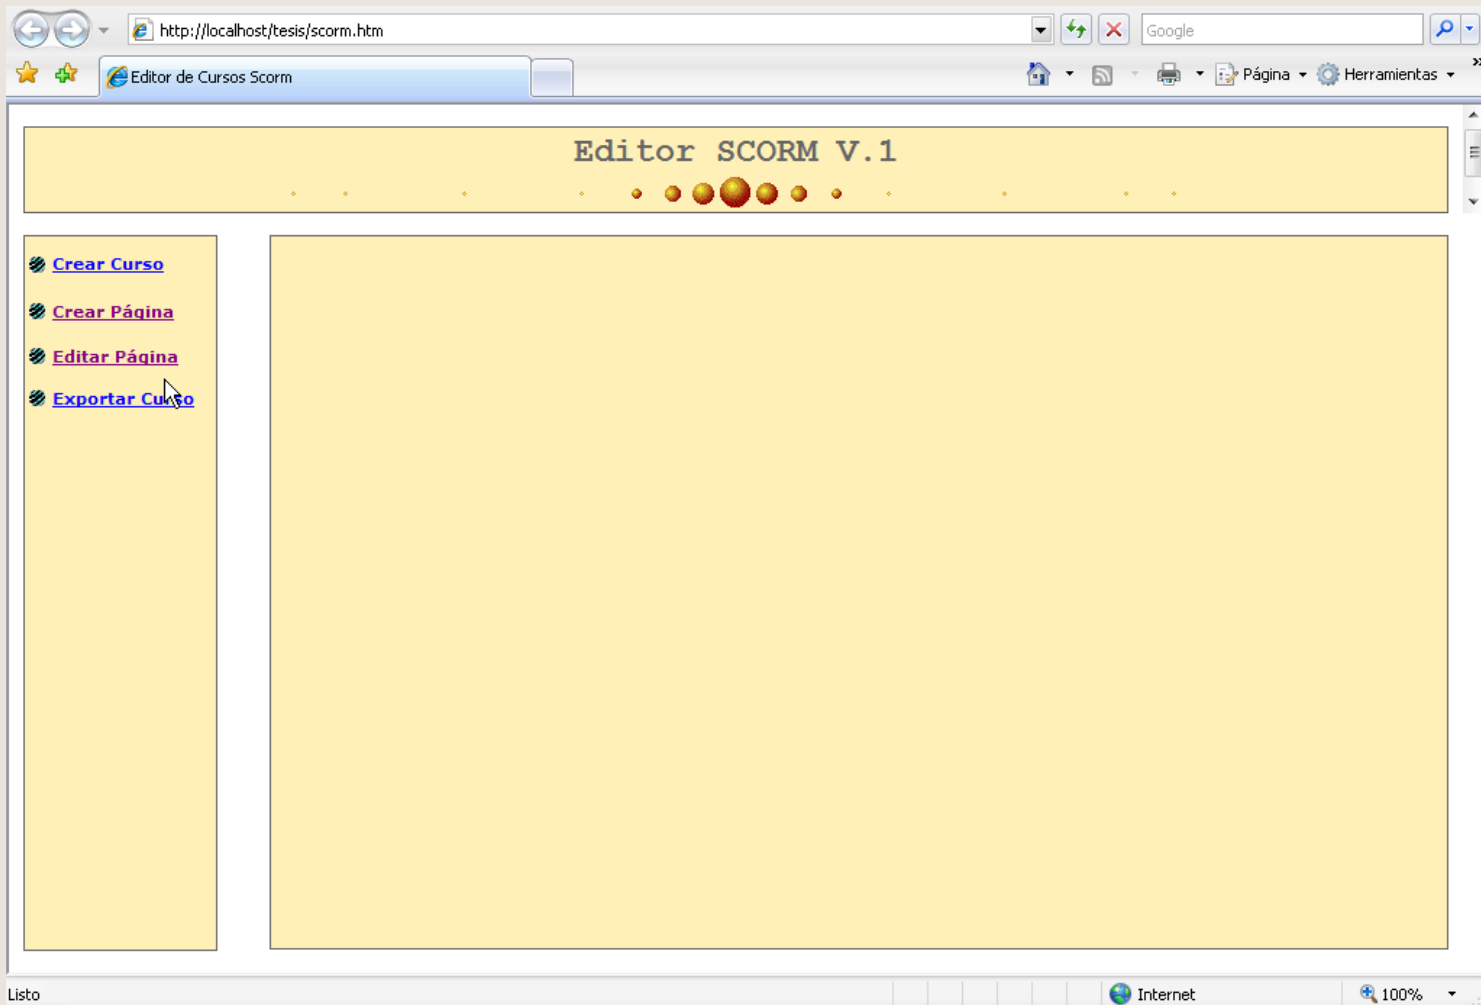 http://localhost/tesis/scorm.htm
Google
Editor de Cursos Scorm
Página
Herramientas
Editor SCORM V.1
Crear Curso
Crear Página
Editar Página
Exportar Curso
Listo
Internet
100%